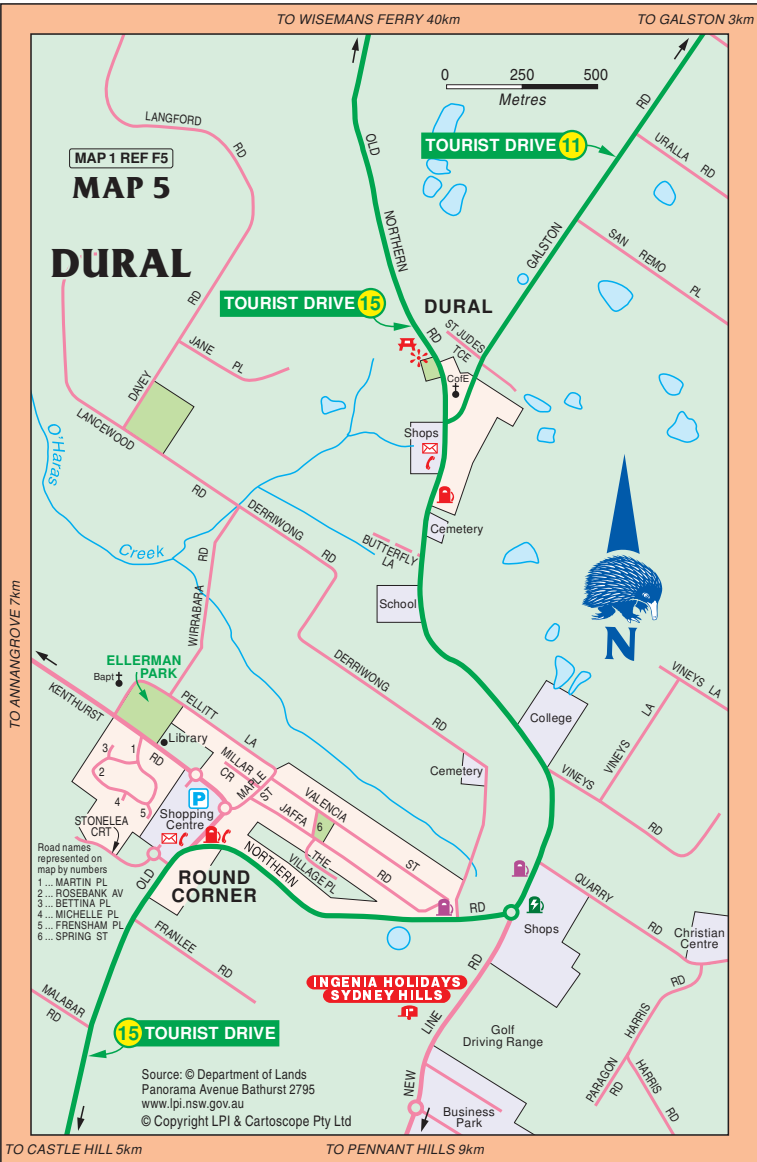 TO WISEMANS FERRY 40km
TO GALSTON 3km
0 250 500
Metres
MAP 1 REF F5
MAP 5
DURAL
LANGFORD
RD
OLD
NORTHERN
RD
TOURIST DRIVE 11
RD
GALSTON
URALLA RD
SAN REMO PL
TOURIST DRIVE 15
DURAL
ST JUDES
TCE
CofE
RD
JANE PL
DAVEY
LANCEWOOD
RD
O'Haras
Creek
Shops
Cemetery
DERRIWONG
RD
BUTTERFLY
LA
School
WIRRABARA
RD
N
TO ANNANGROVE 7km
ELLERMAN
PARK
Bapt
KENTHURST
RD
PELLITT
LA
DERRIWONG
RD
College
VINEYS LA
VINEYS
LA
VINEYS
RD
Library
MILLAR
CR
MAPLE
ST
Cemetery
3
1
2
4
5
P
Shopping
Centre
JAFFA
RD
VALENCIA
ST
6
THE
VILLAGE PL
STONELEA
CRT
Road names
represented on
map by numbers
1 ... MARTIN PL
2 ... ROSEBANK AV
3 ... BETTINA PL
4 ... MICHELLE PL
5 ... FRENSHAM PL
6 ... SPRING ST
ROUND
CORNER
OLD
NORTHERN
RD
Shops
QUARRY
RD
Christian
Centre
FRANLEE
RD
MALABAR
RD
INGENIA HOLIDAYS
SYDNEY HILLS
NEW
LINE
RD
Golf
Driving Range
HARRIS
RD
PARAGON
RD
HARRIS
RD
15 TOURIST DRIVE
Source: © Department of Lands
Panorama Avenue Bathurst 2795
www.lpi.nsw.gov.au
© Copyright LPI & Cartoscope Pty Ltd
Business
Park
TO CASTLE HILL 5km
TO PENNANT HILLS 9km